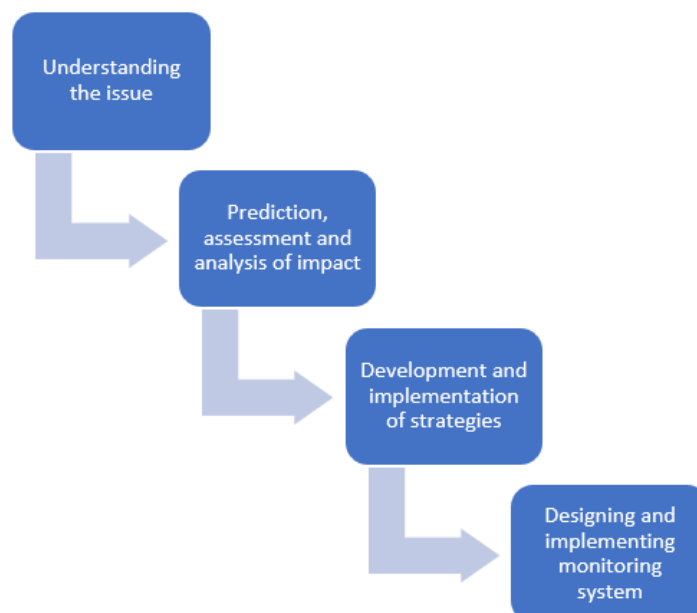 Understanding
the issue
Prediction,
assessment and
analysis of impact
Development and
implementation
of strategies
Designing and
implementing
monitoring
system